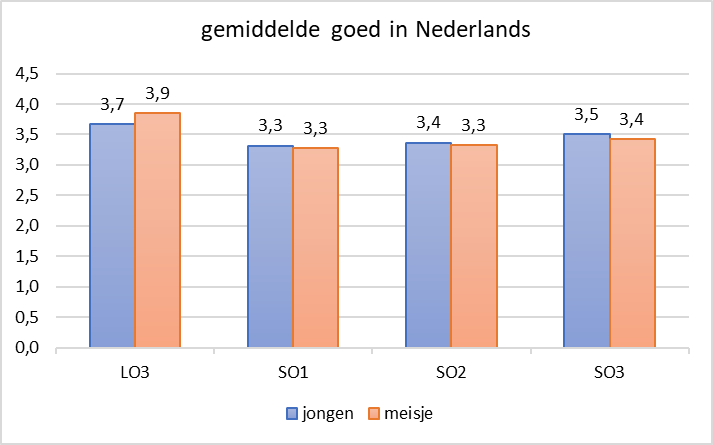 gemiddelde goed in Nederlands
4,5
4,0
3,5
3,0
2,5
2,0
1,5
1,0
0,5
0,0
3,7 3,9 3,3 3,3 3,4 3,3 3,5 3,4
LO3 SO1 SO2 SO3
jongen meisje